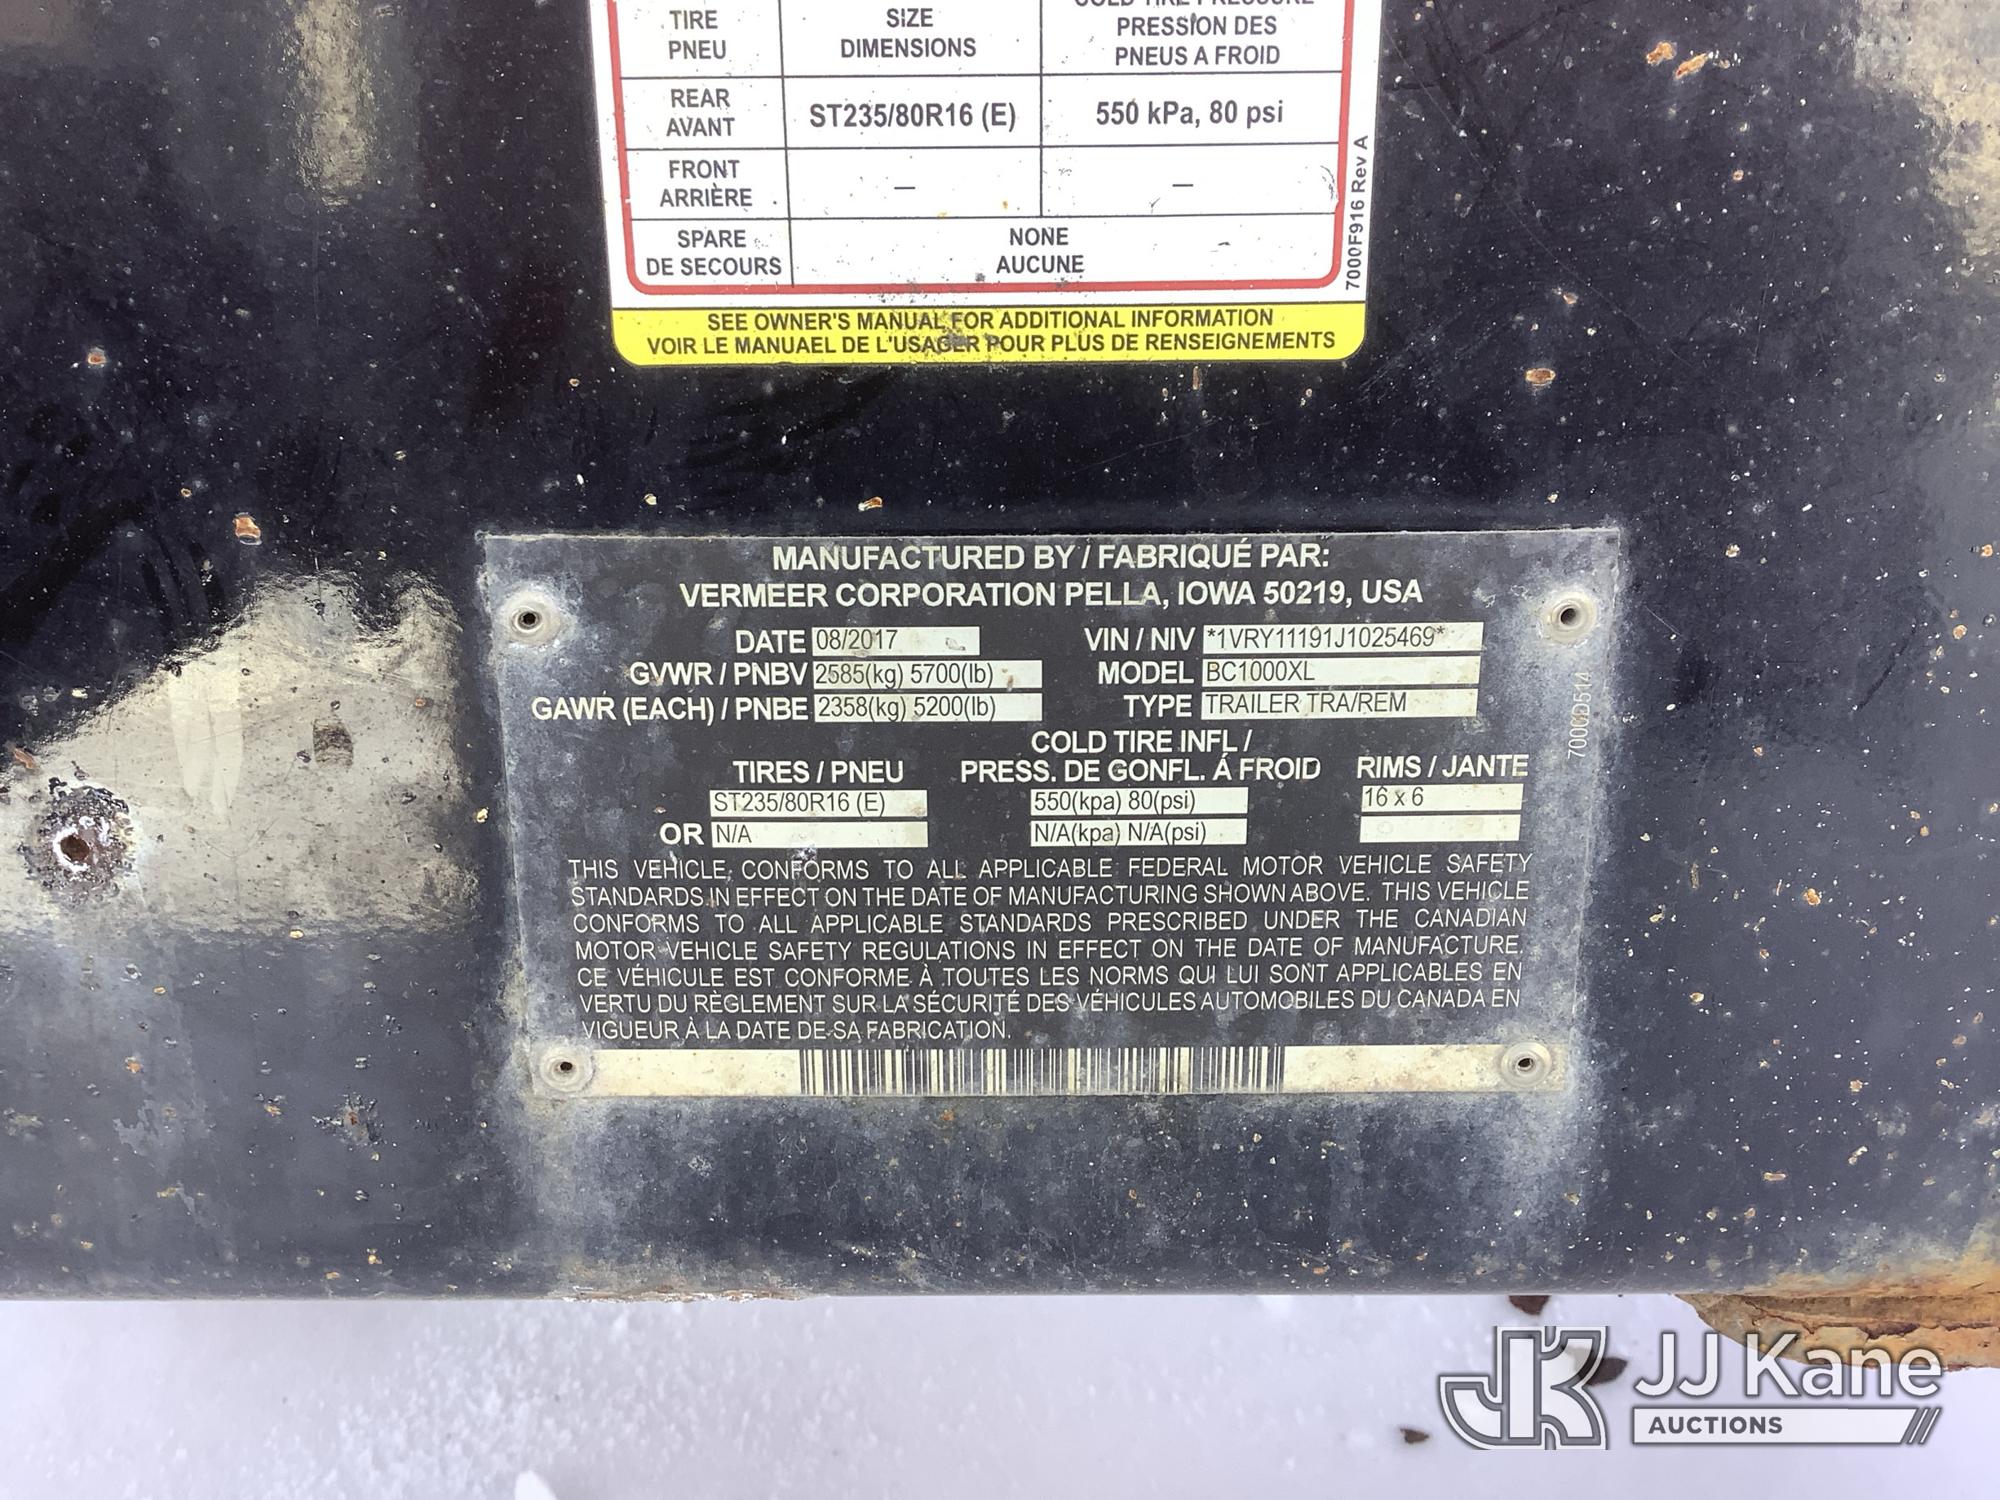 TIRE
PNEU
SIZE
DIMENSIONS
COLD TIRE PRESSURE
PRESSION DES
PNEUS A FROID
REAR
AVANT
ST235/80R16 (E)
550 kPa, 80 psi
FRONT
ARRIÈRE
—
—
SPARE
DE SECOURS
NONE
AUCUNE
7000F916 Rev A
SEE OWNER'S MANUAL FOR ADDITIONAL INFORMATION
VOIR LE MANUAEL DE L'USAGER POUR PLUS DE RENSEIGNEMENTS
MANUFACTURED BY / FABRIQUÉ PAR:
VERMEER CORPORATION PELLA, IOWA 50219, USA
DATE 08/2017 VIN / NIV *1VRY11191J1025469*
GVWR / PNBV 2585(kg) 5700(lb) MODEL BC1000XL
GAWR (EACH) / PNBE 2358(kg) 5200(lb) TYPE TRAILER TRA/REM
COLD TIRE INFL /
TIRES / PNEU PRESS. DE GONFL. Á FROID RIMS / JANTE
ST235/80R16 (E) 550(kpa) 80(psi) 16 x 6
OR N/A N/A(kpa) N/A(psi)
7000D514
THIS VEHICLE CONFORMS TO ALL APPLICABLE FEDERAL MOTOR VEHICLE SAFETY
STANDARDS IN EFFECT ON THE DATE OF MANUFACTURING SHOWN ABOVE. THIS VEHICLE
CONFORMS TO ALL APPLICABLE STANDARDS PRESCRIBED UNDER THE CANADIAN
MOTOR VEHICLE SAFETY REGULATIONS IN EFFECT ON THE DATE OF MANUFACTURE.
CE VÉHICULE EST CONFORME À TOUTES LES NORMS QUI LUI SONT APPLICABLES EN
VERTU DU RÈGLEMENT SUR LA SÉCURITÉ DES VÉHICULES AUTOMOBILES DU CANADA EN
VIGUEUR À LA DATE DE SA FABRICATION.
JK JJ Kane
AUCTIONS